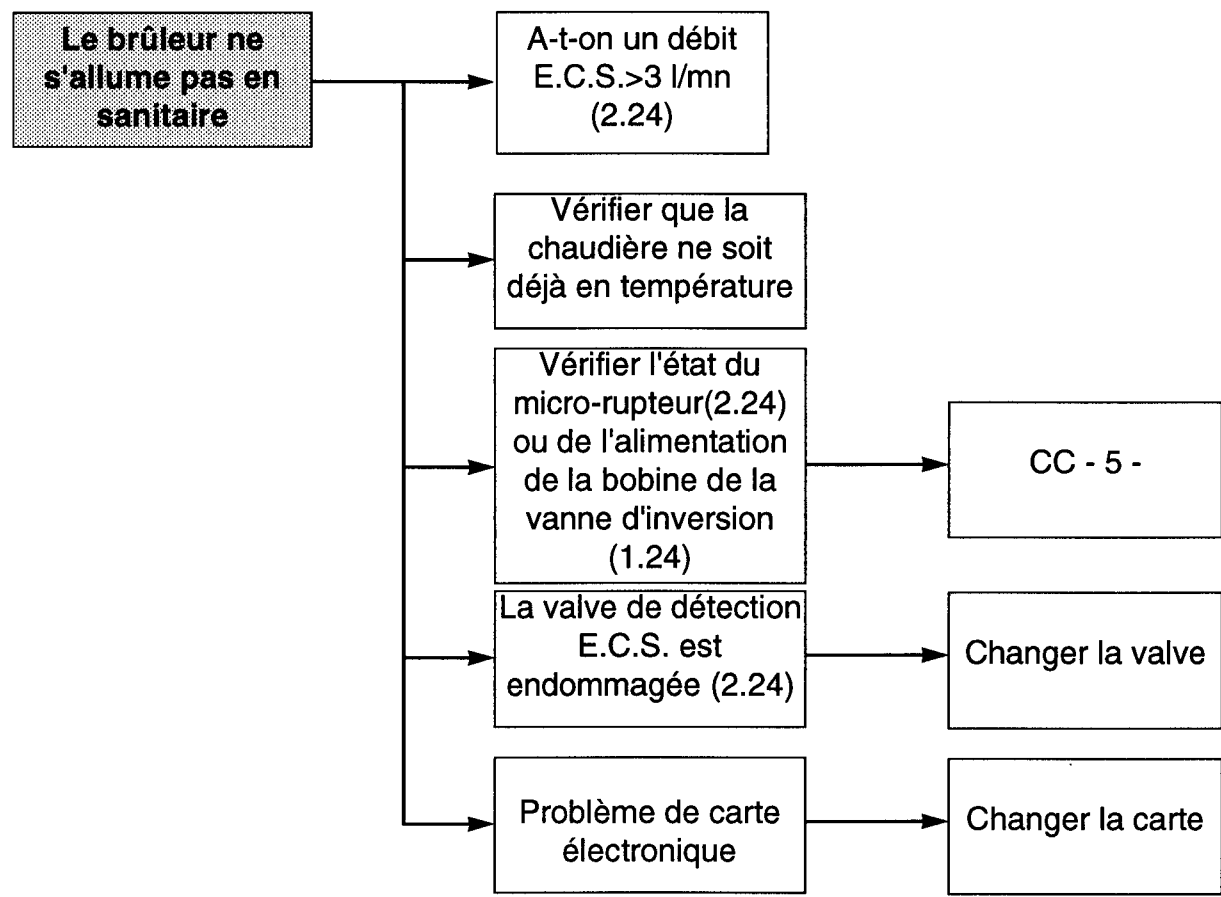 Le brûleur ne
s'allume pas en
sanitaire
A-t-on un débit
E.C.S.>3 l/mn
(2.24)
Vérifier que la
chaudière ne soit
déjà en température
Vérifier l'état du
micro-rupteur(2.24)
ou de l'alimentation
de la bobine de la
vanne d'inversion
(1.24)
CC - 5 -
La valve de détection
E.C.S. est
endommagée (2.24)
Changer la valve
Problème de carte
électronique
Changer la carte